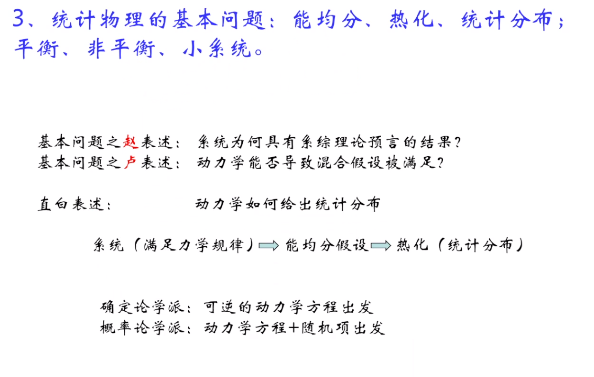 3、统计物理的基本问题：能均分、热化、统计分布；
平衡、非平衡、小系统。
基本问题之赵表述： 系统为何具有系综理论预言的结果？
基本问题之卢表述： 动力学能否导致混合假设被满足？
直白表述： 动力学如何给出统计分布
系统（满足力学规律） 能均分假设 热化（统计分布）
确定论学派：可逆的动力学方程出发
概率论学派：动力学方程+随机项出发